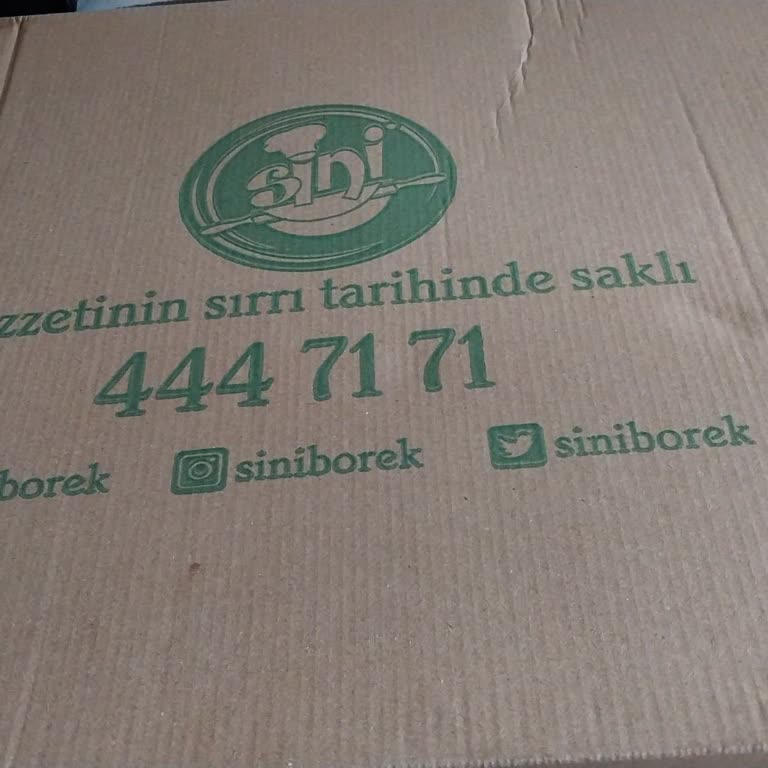 sini
zzetinin sırrı tarihinde saklı
444 71 71
borek siniborek siniborek